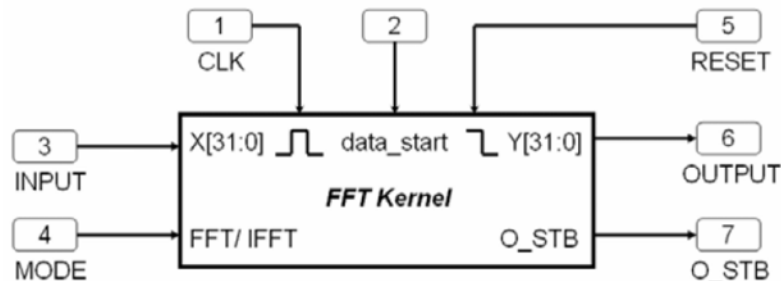 1
2
5
CLK
RESET
X[31:0]
data_start
Y[31:0]
3
6
INPUT
OUTPUT
FFT Kernel
4
FFT/ IFFT
O_STB
7
MODE
O_STB